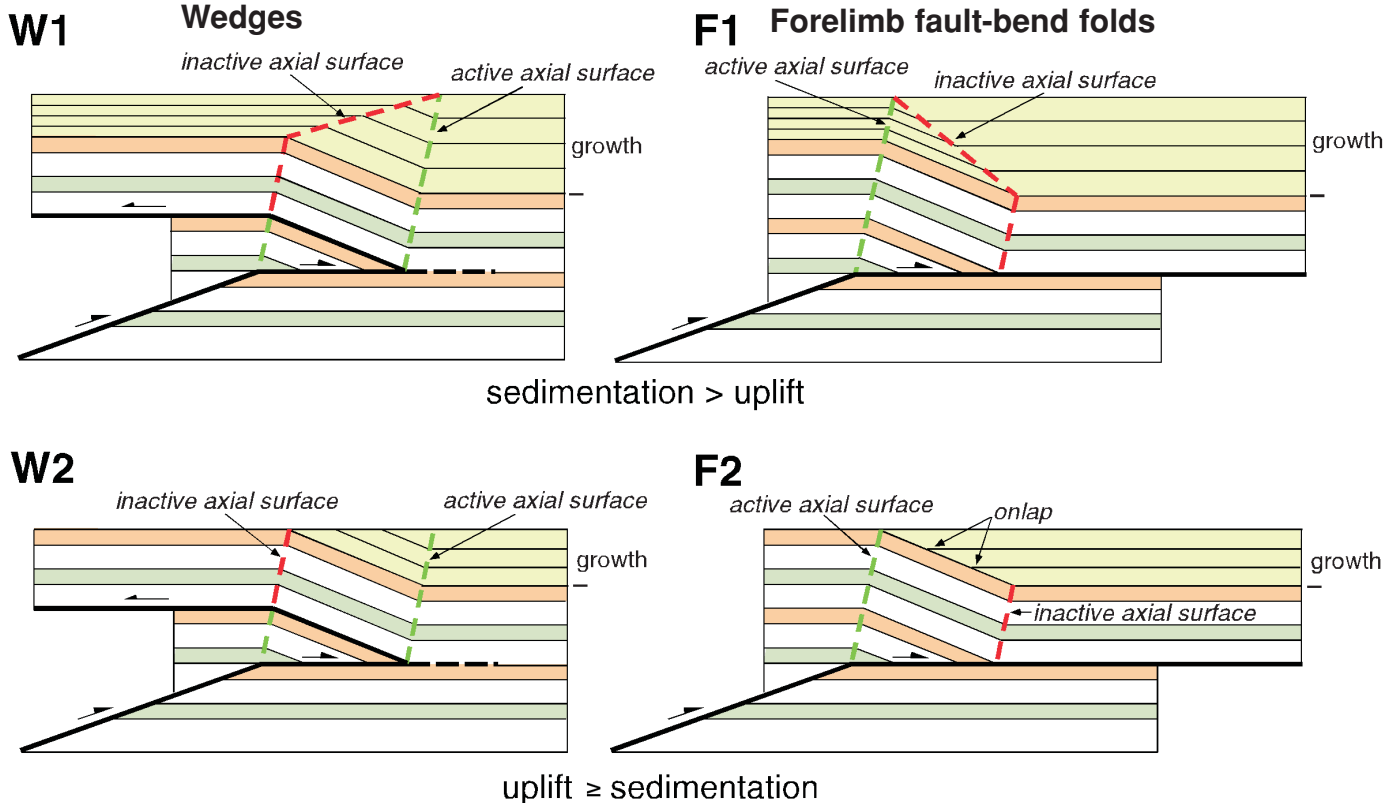 W1
Wedges
inactive axial surface
active axial surface
growth
F1
Forelimb fault-bend folds
active axial surface
inactive axial surface
growth
sedimentation > uplift
W2
inactive axial surface
active axial surface
growth
F2
active axial surface
onlap
growth
inactive axial surface
uplift ≥ sedimentation